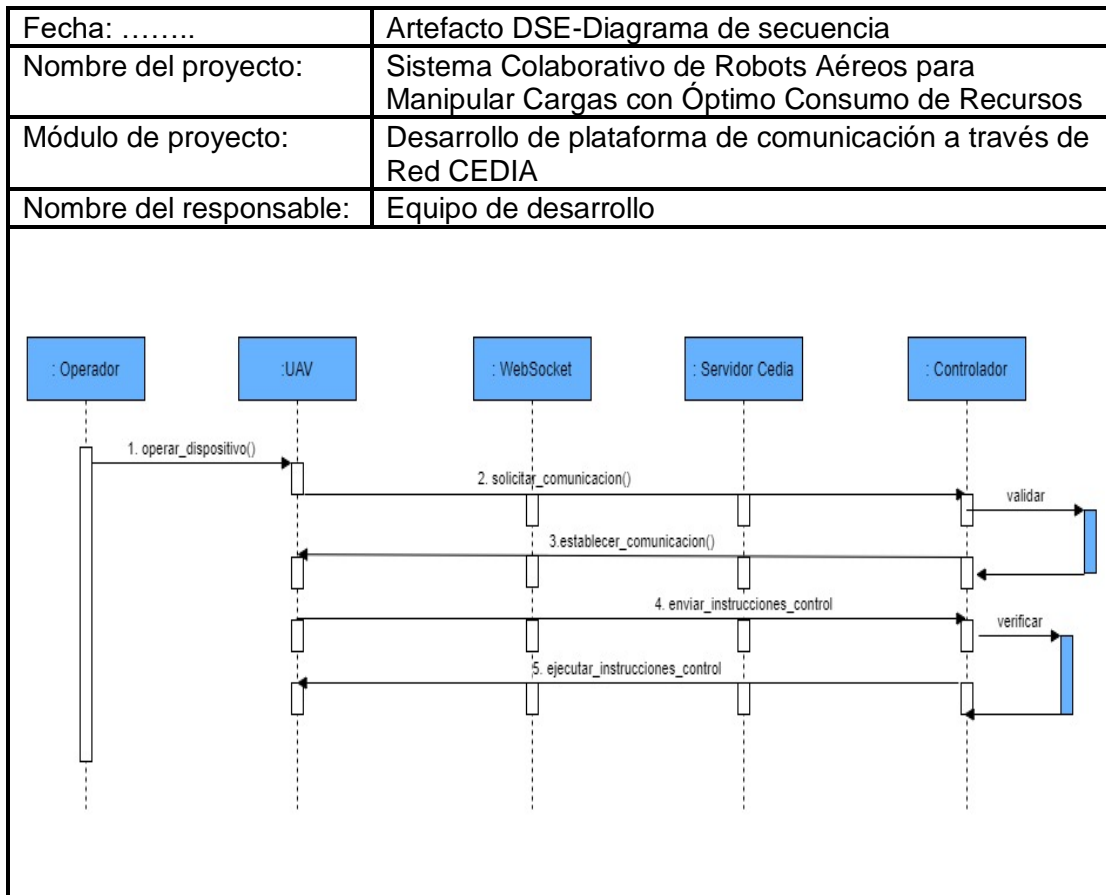 Fecha: ……..
Artefacto DSE-Diagrama de secuencia
Nombre del proyecto:
Sistema Colaborativo de Robots Aéreos para
Manipular Cargas con Óptimo Consumo de Recursos
Módulo de proyecto:
Desarrollo de plataforma de comunicación a través de
Red CEDIA
Nombre del responsable:
Equipo de desarrollo
: Operador
:UAV
: WebSocket
: Servidor Cedia
: Controlador
1. operar_dispositivo()
2. solicitar_comunicacion()
validar
3.establecer_comunicacion()
4. enviar_instrucciones_control
verificar
5. ejecutar_instrucciones_control